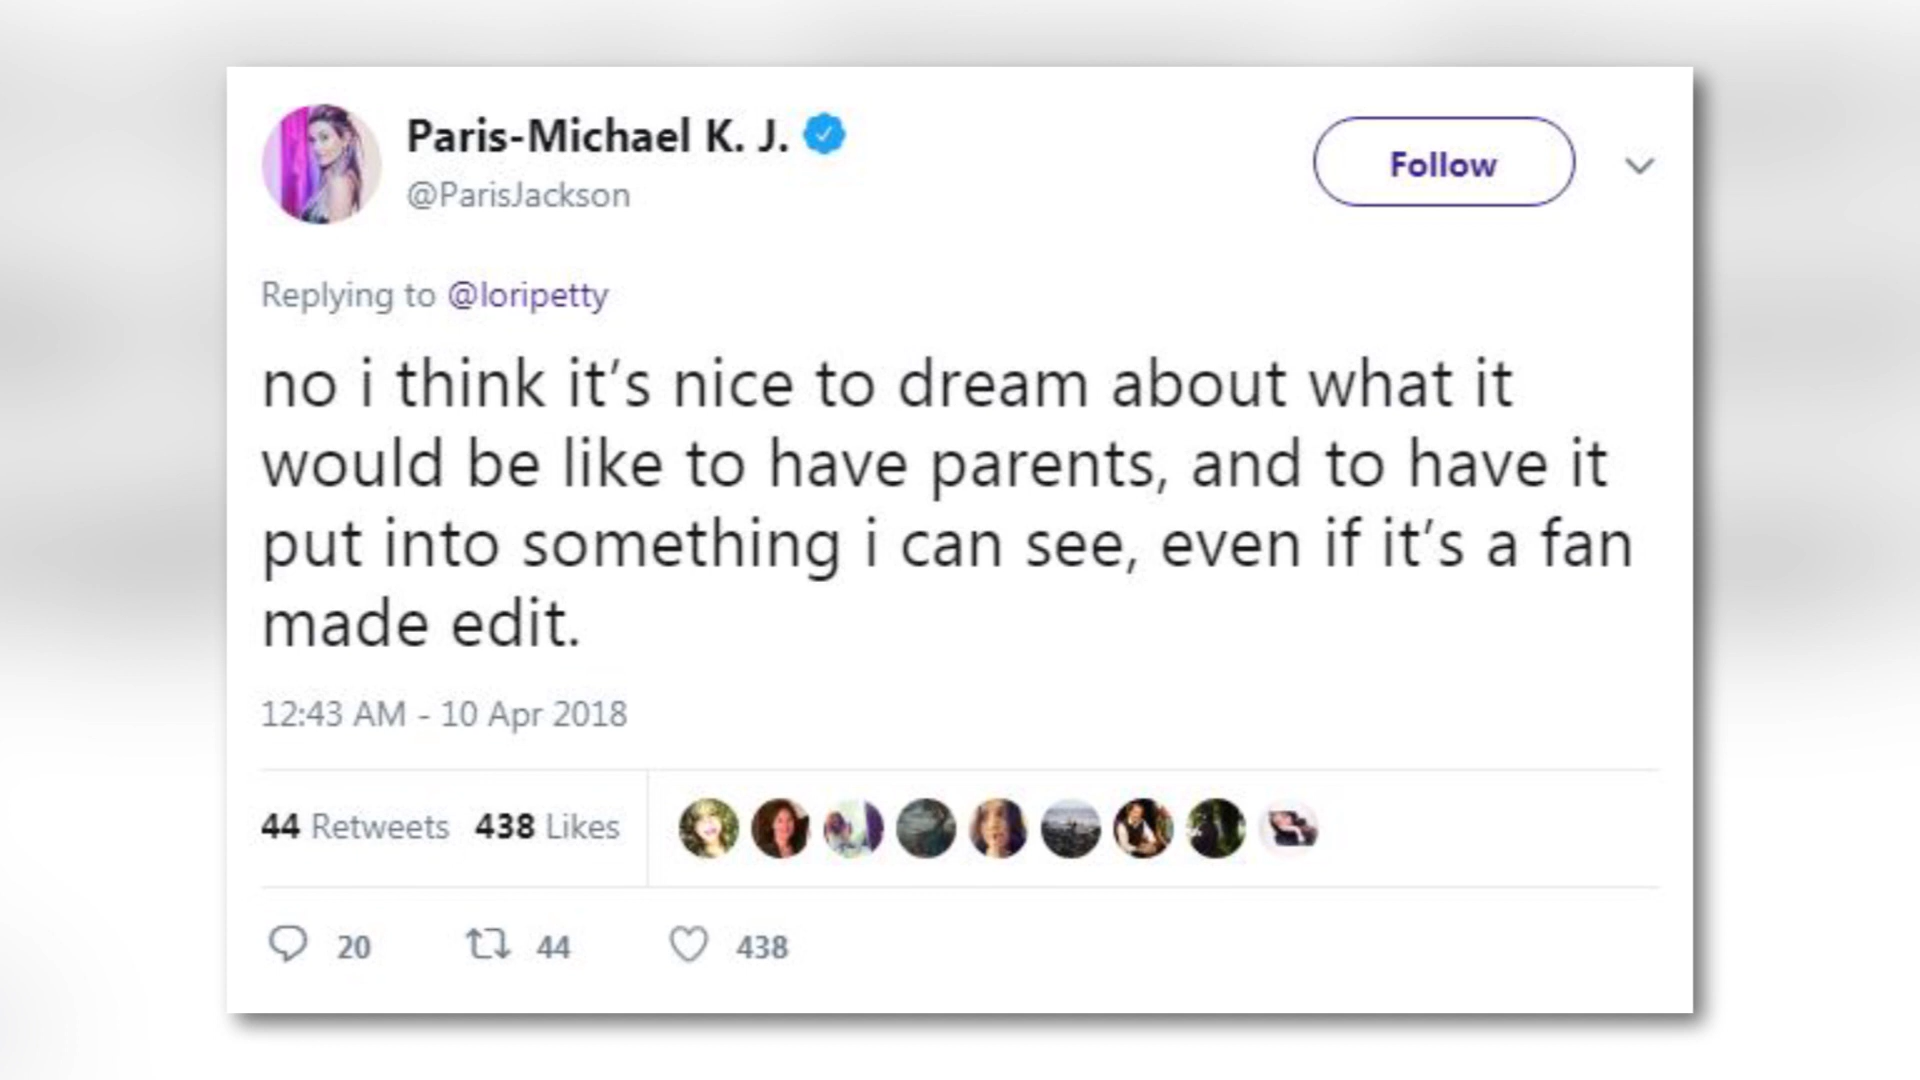 Paris-Michael K. J.
@ParisJackson
Follow
Replying to @loripetty
no i think it’s nice to dream about what it
would be like to have parents, and to have it
put into something i can see, even if it’s a fan
made edit.
12:43 AM - 10 Apr 2018
44 Retweets 438 Likes
20 44 438